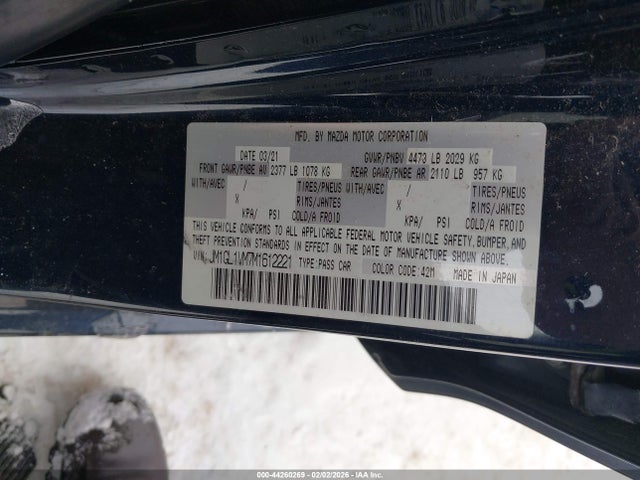 MFD. BY MAZDA MOTOR CORPORATION
DATE 03/21 GVWR/PNBV 4473 LB 2029 KG
FRONT GAWR/PNBE AV 2377 LB 1078 KG REAR GAWR/PNBE AR 2110 LB 957 KG
WITH/AVEC / TIRES/PNEUS WITH/AVEC / TIRES/PNEUS
X RIMS/JANTES X RIMS/JANTES
KPA/ PSI COLD/A FROID KPA/ PSI COLD/A FROID
THIS VEHICLE CONFORMS TO ALL APPLICABLE FEDERAL MOTOR VEHICLE SAFETY, BUMPER, AND
THEFT PREVENTION STANDARDS IN EFFECT ON THE DATE OF MANUFACTURE SHOWN ABOVE.
VIN: JM1GL1WM7M1612221 TYPE:PASS CAR COLOR CODE:42M MADE IN JAPAN
000-44260269 - 02/02/2026 - IAA Inc.